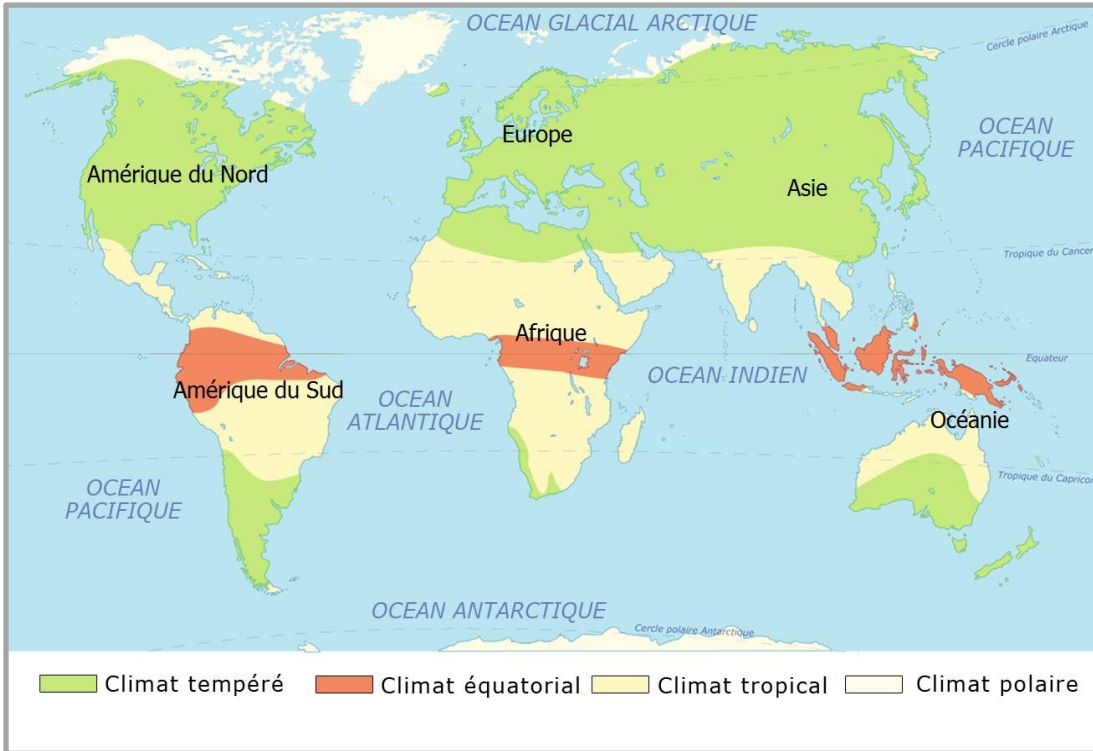 OCEAN GLACIAL ARCTIQUE
Cercle polaire Arctique
Europe
OCEAN
PACIFIQUE
Amérique du Nord
Asie
Tropique du Cancer
Afrique
Equateur
OCEAN INDIEN
Amérique du Sud
OCEAN
ATLANTIQUE
Océanie
Tropique du Capricor
OCEAN
PACIFIQUE
OCEAN ANTARCTIQUE
Cercle polaire Antarctique
Climat tempéré
Climat équatorial
Climat tropical
Climat polaire